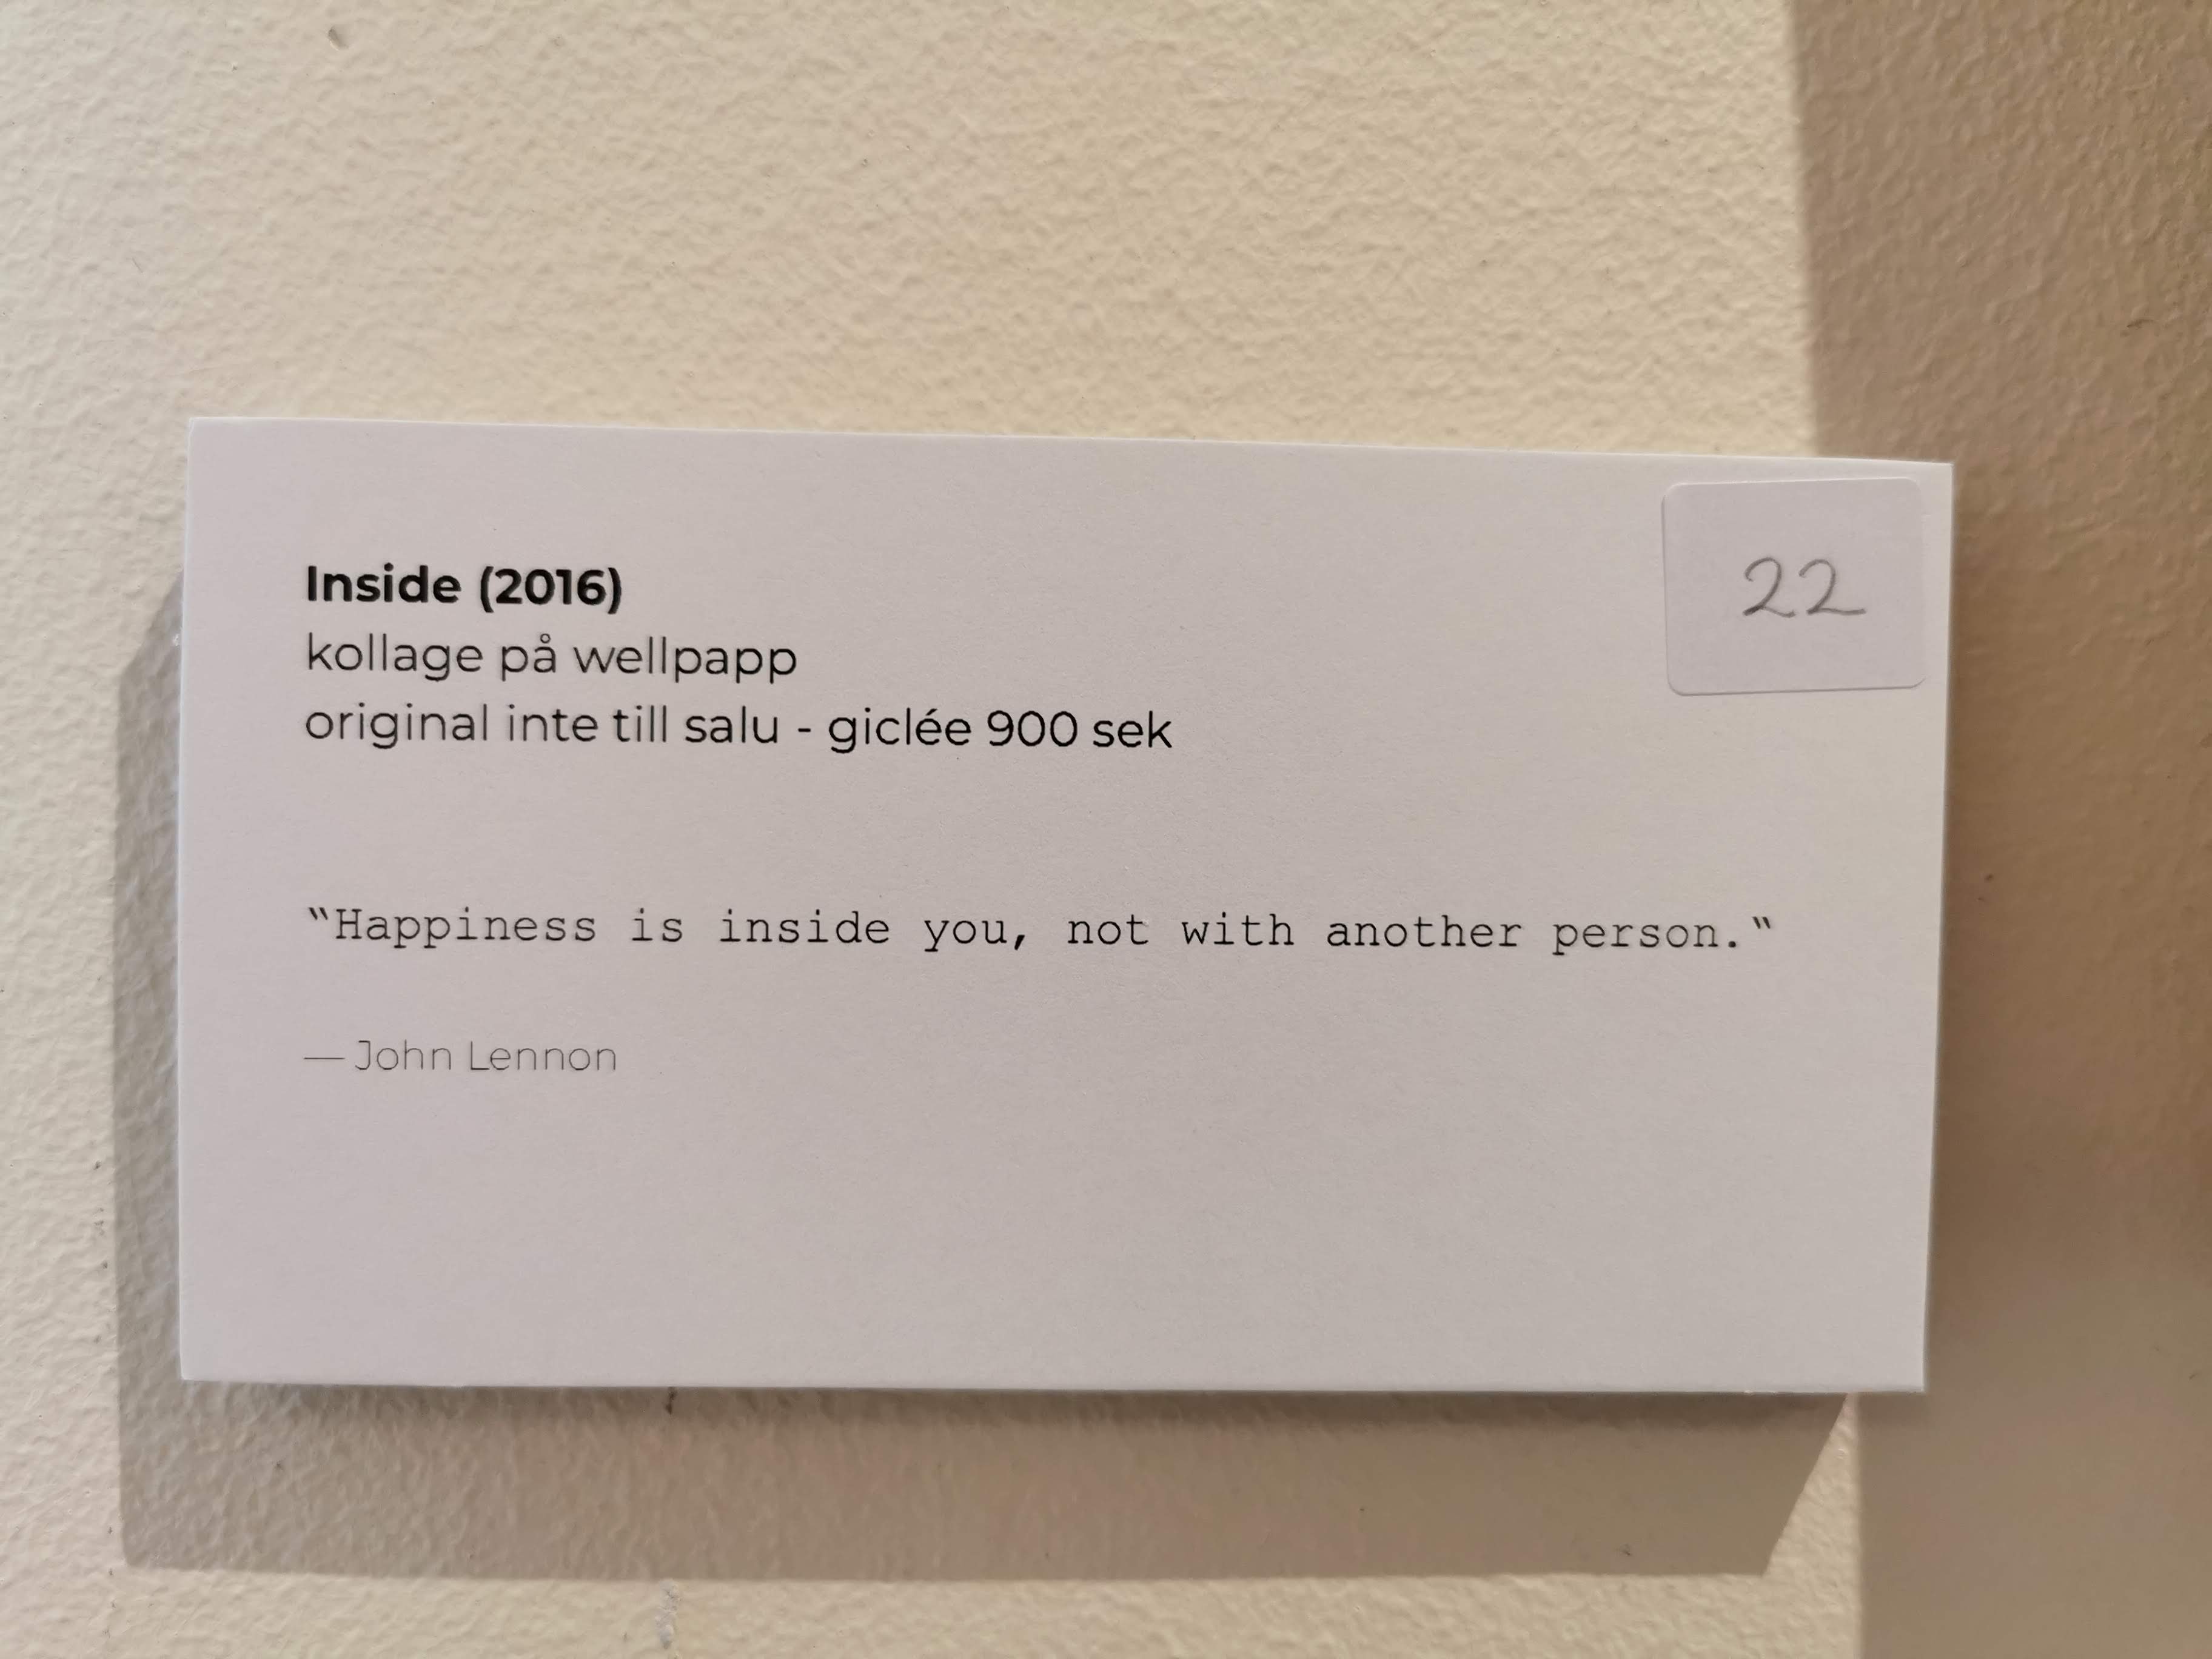 Inside (2016)
kollage på wellpapp
original inte till salu - giclée 900 sek
22
"Happiness is inside you, not with another person."
— John Lennon